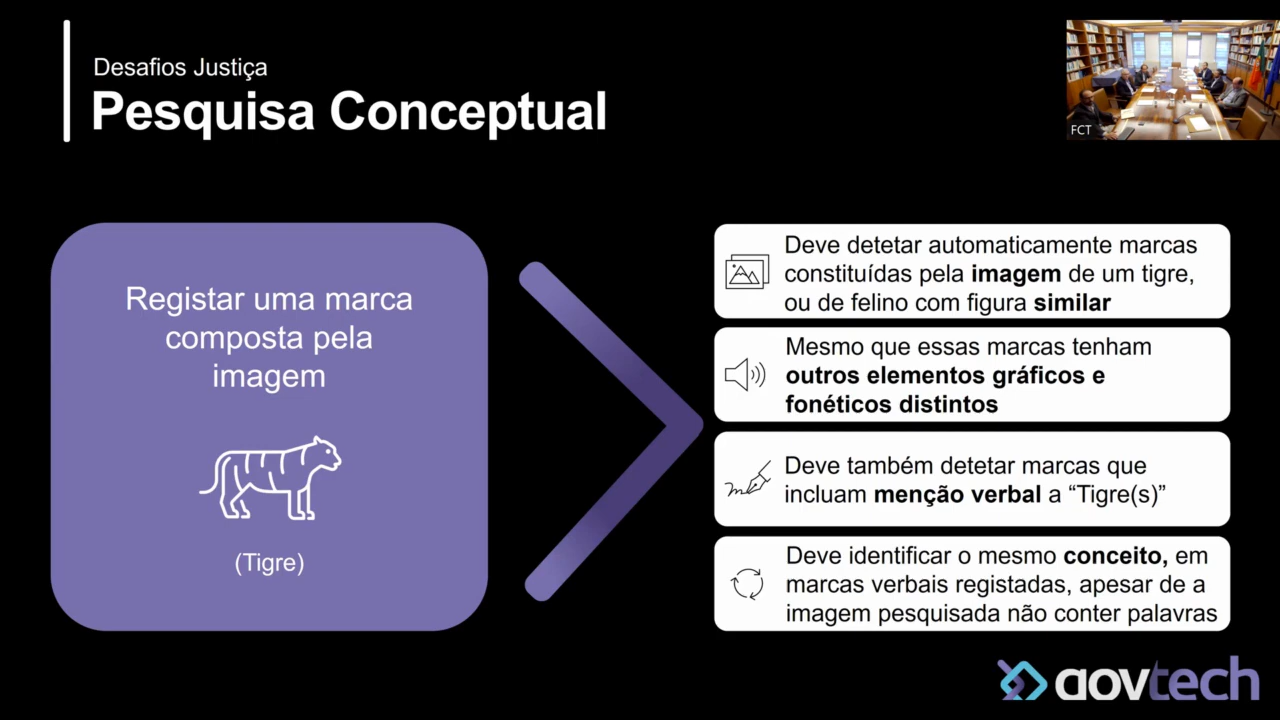 Desafios Justiça
Pesquisa Conceptual
FCT
Registar uma marca
composta pela
imagem
(Tigre)
Deve detetar automaticamente marcas
constituídas pela imagem de um tigre,
ou de felino com figura similar
Mesmo que essas marcas tenham
outros elementos gráficos e
fonéticos distintos
Deve também detetar marcas que
incluam menção verbal a “Tigre(s)”
Deve identificar o mesmo conceito, em
marcas verbais registadas, apesar de a
imagem pesquisada não conter palavras
govtech